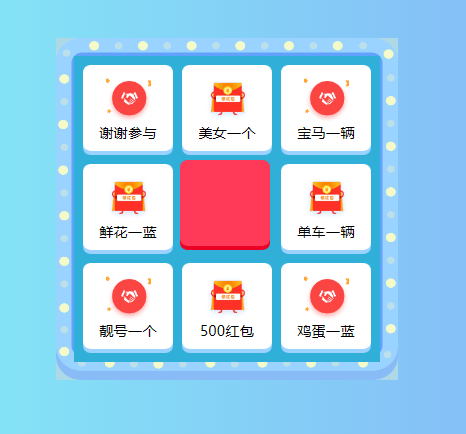 谢谢参与
美女一个
宝马一辆
鲜花一蓝
单车一辆
靓号一个
500红包
鸡蛋一蓝